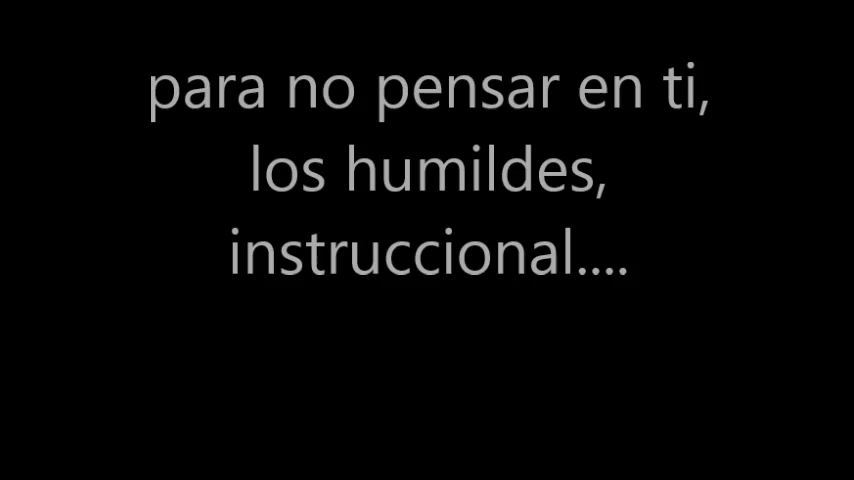 para no pensar en ti,
los humildes,
instruccional....